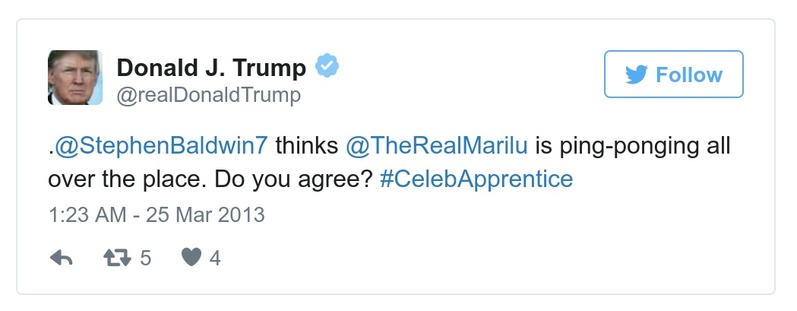 Donald J. Trump
@realDonaldTrump
Follow
.@StephenBaldwin7 thinks @TheRealMarilu is ping-ponging all
over the place. Do you agree? #CelebApprentice
1:23 AM - 25 Mar 2013
5 4